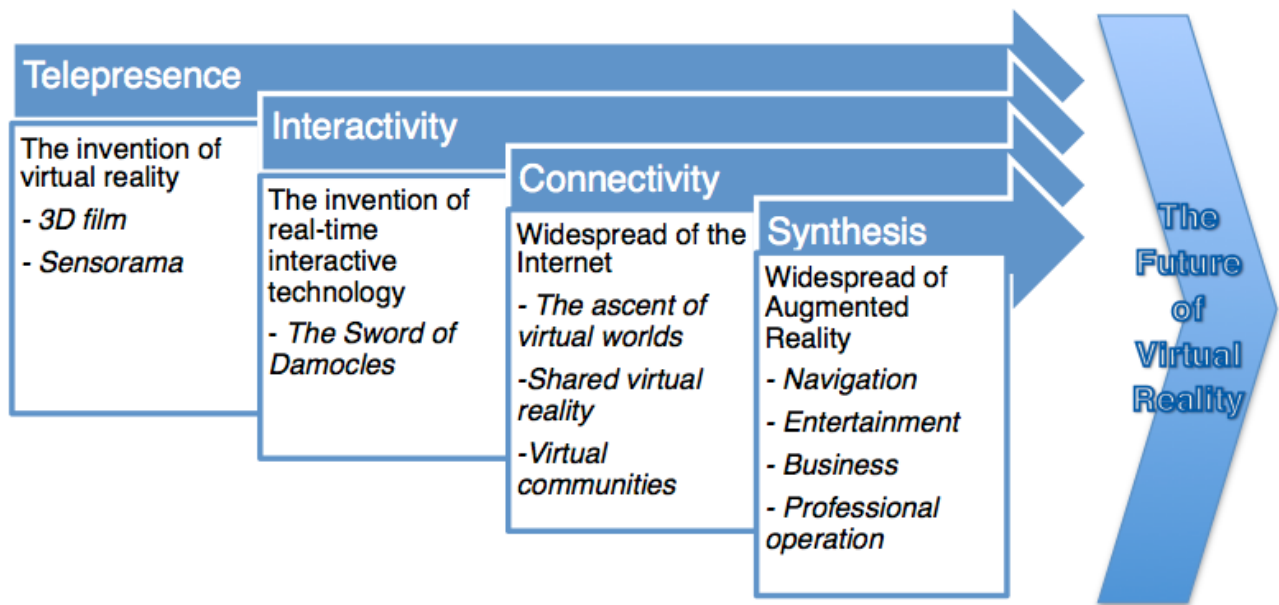 Telepresence
The invention of
virtual reality
- 3D film
- Sensorama
Interactivity
The invention of
real-time
interactive
technology
- The Sword of
Damocles
Connectivity
Widespread of the
Internet
- The ascent of
virtual worlds
-Shared virtual
reality
-Virtual
communities
Synthesis
Widespread of
Augmented
Reality
- Navigation
- Entertainment
- Business
- Professional
operation
The
Future
of
Virtual
Reality